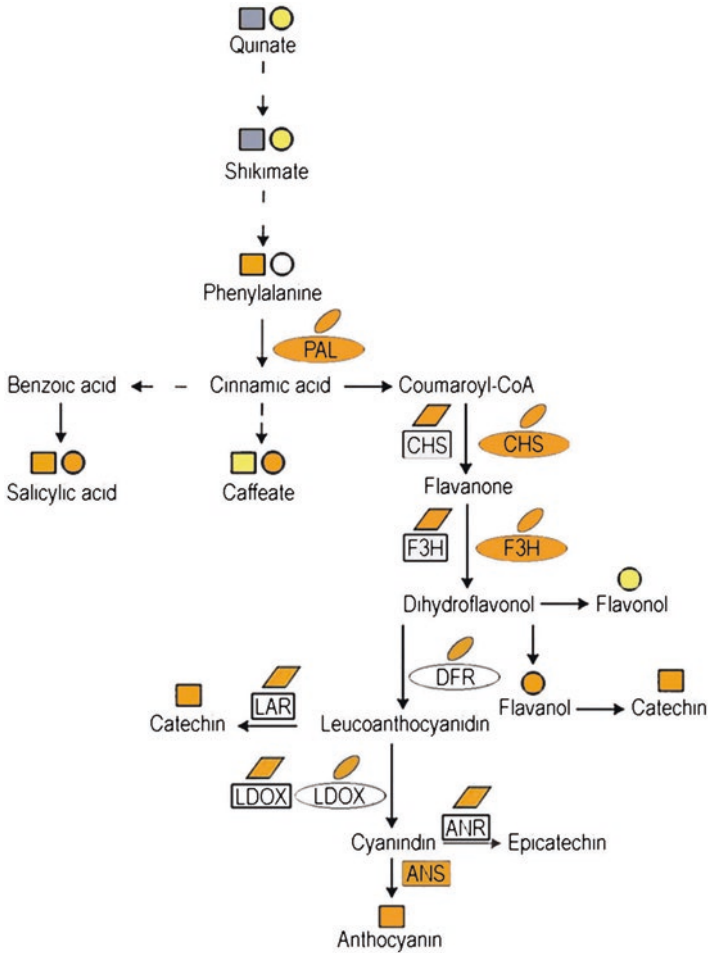 Quinate
Shikimate
Phenylalanine
PAL
Benzoic acid
Cinnamic acid
Coumaroyl-CoA
CHS
CHS
Salicylic acid
Caffeate
Flavanone
F3H
F3H
Dihydroflavonol
Flavonol
DFR
LAR
Catechin
Leucoanthocyanidin
Flavanol
Catechin
LDOX
LDOX
ANR
Cyanindin
Epicatechin
ANS
Anthocyanin